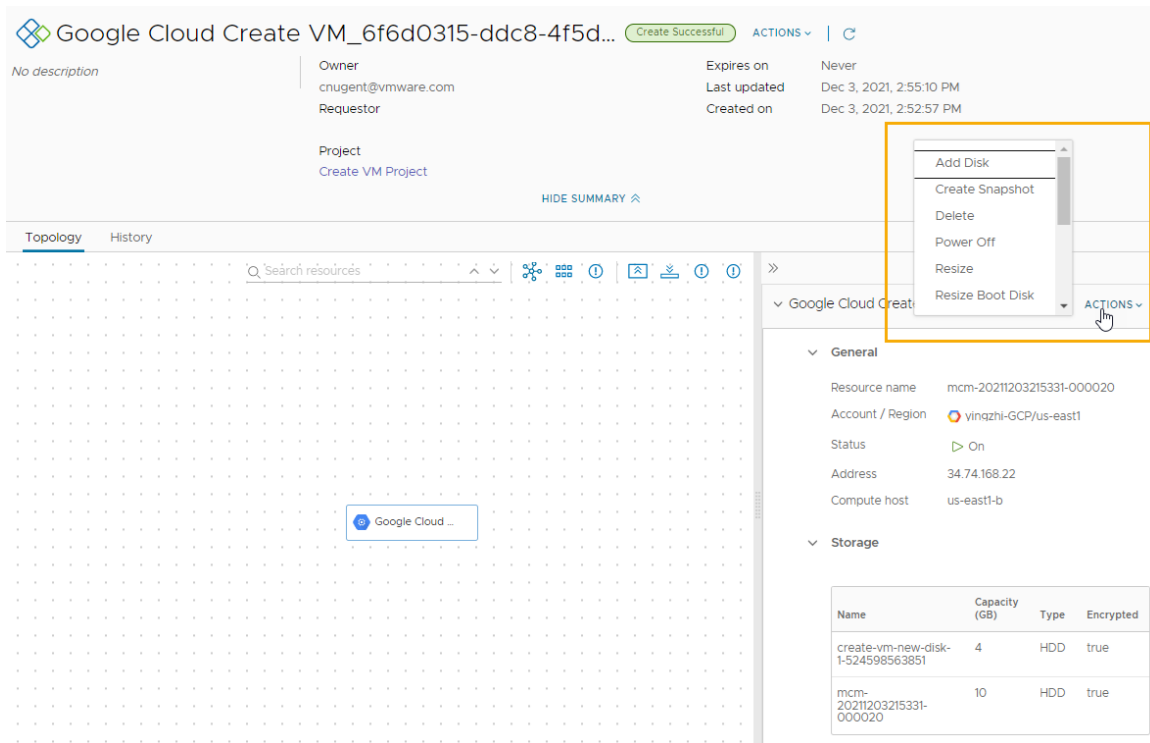 Google Cloud Create VM_6f6d0315-ddc8-4f5d... Create Successful ACTIONS
No description
Owner
cnugent@vmware.com
Requestor
Project
Create VM Project
Expires on Never
Last updated Dec 3, 2021, 2:55:10 PM
Created on Dec 3, 2021, 2:52:57 PM
HIDE SUMMARY
Add Disk
Create Snapshot
Delete
Power Off
Resize
Resize Boot Disk
Topology History
Search resources
Google Cloud ...
Google Cloud Creat ACTIONS
General
Resource name mcm-20211203215331-000020
Account / Region yingzhi-GCP/us-east1
Status On
Address 34.74.168.22
Compute host us-east1-b
Storage
Name Capacity (GB) Type Encrypted
create-vm-new-disk-
1-524598563851 4 HDD true
mcm-
20211203215331-
000020 10 HDD true